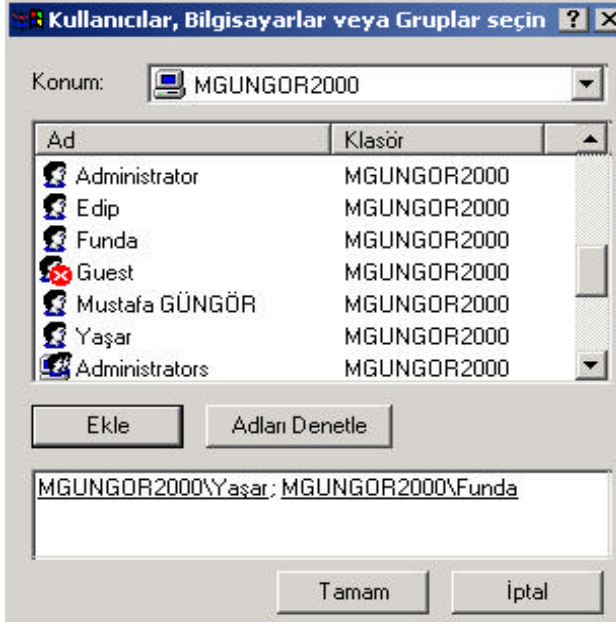 Kullanıcılar, Bilgisayarlar veya Gruplar seçin
Konum: MGUNGOR2000
Ad Klasör
Administrator MGUNGOR2000
Edip MGUNGOR2000
Funda MGUNGOR2000
Guest MGUNGOR2000
Mustafa GÜNGÖR MGUNGOR2000
Yaşar MGUNGOR2000
Administrators MGUNGOR2000
Ekle Adları Denetle
MGUNGOR2000\Yaşar; MGUNGOR2000\Funda
Tamam İptal